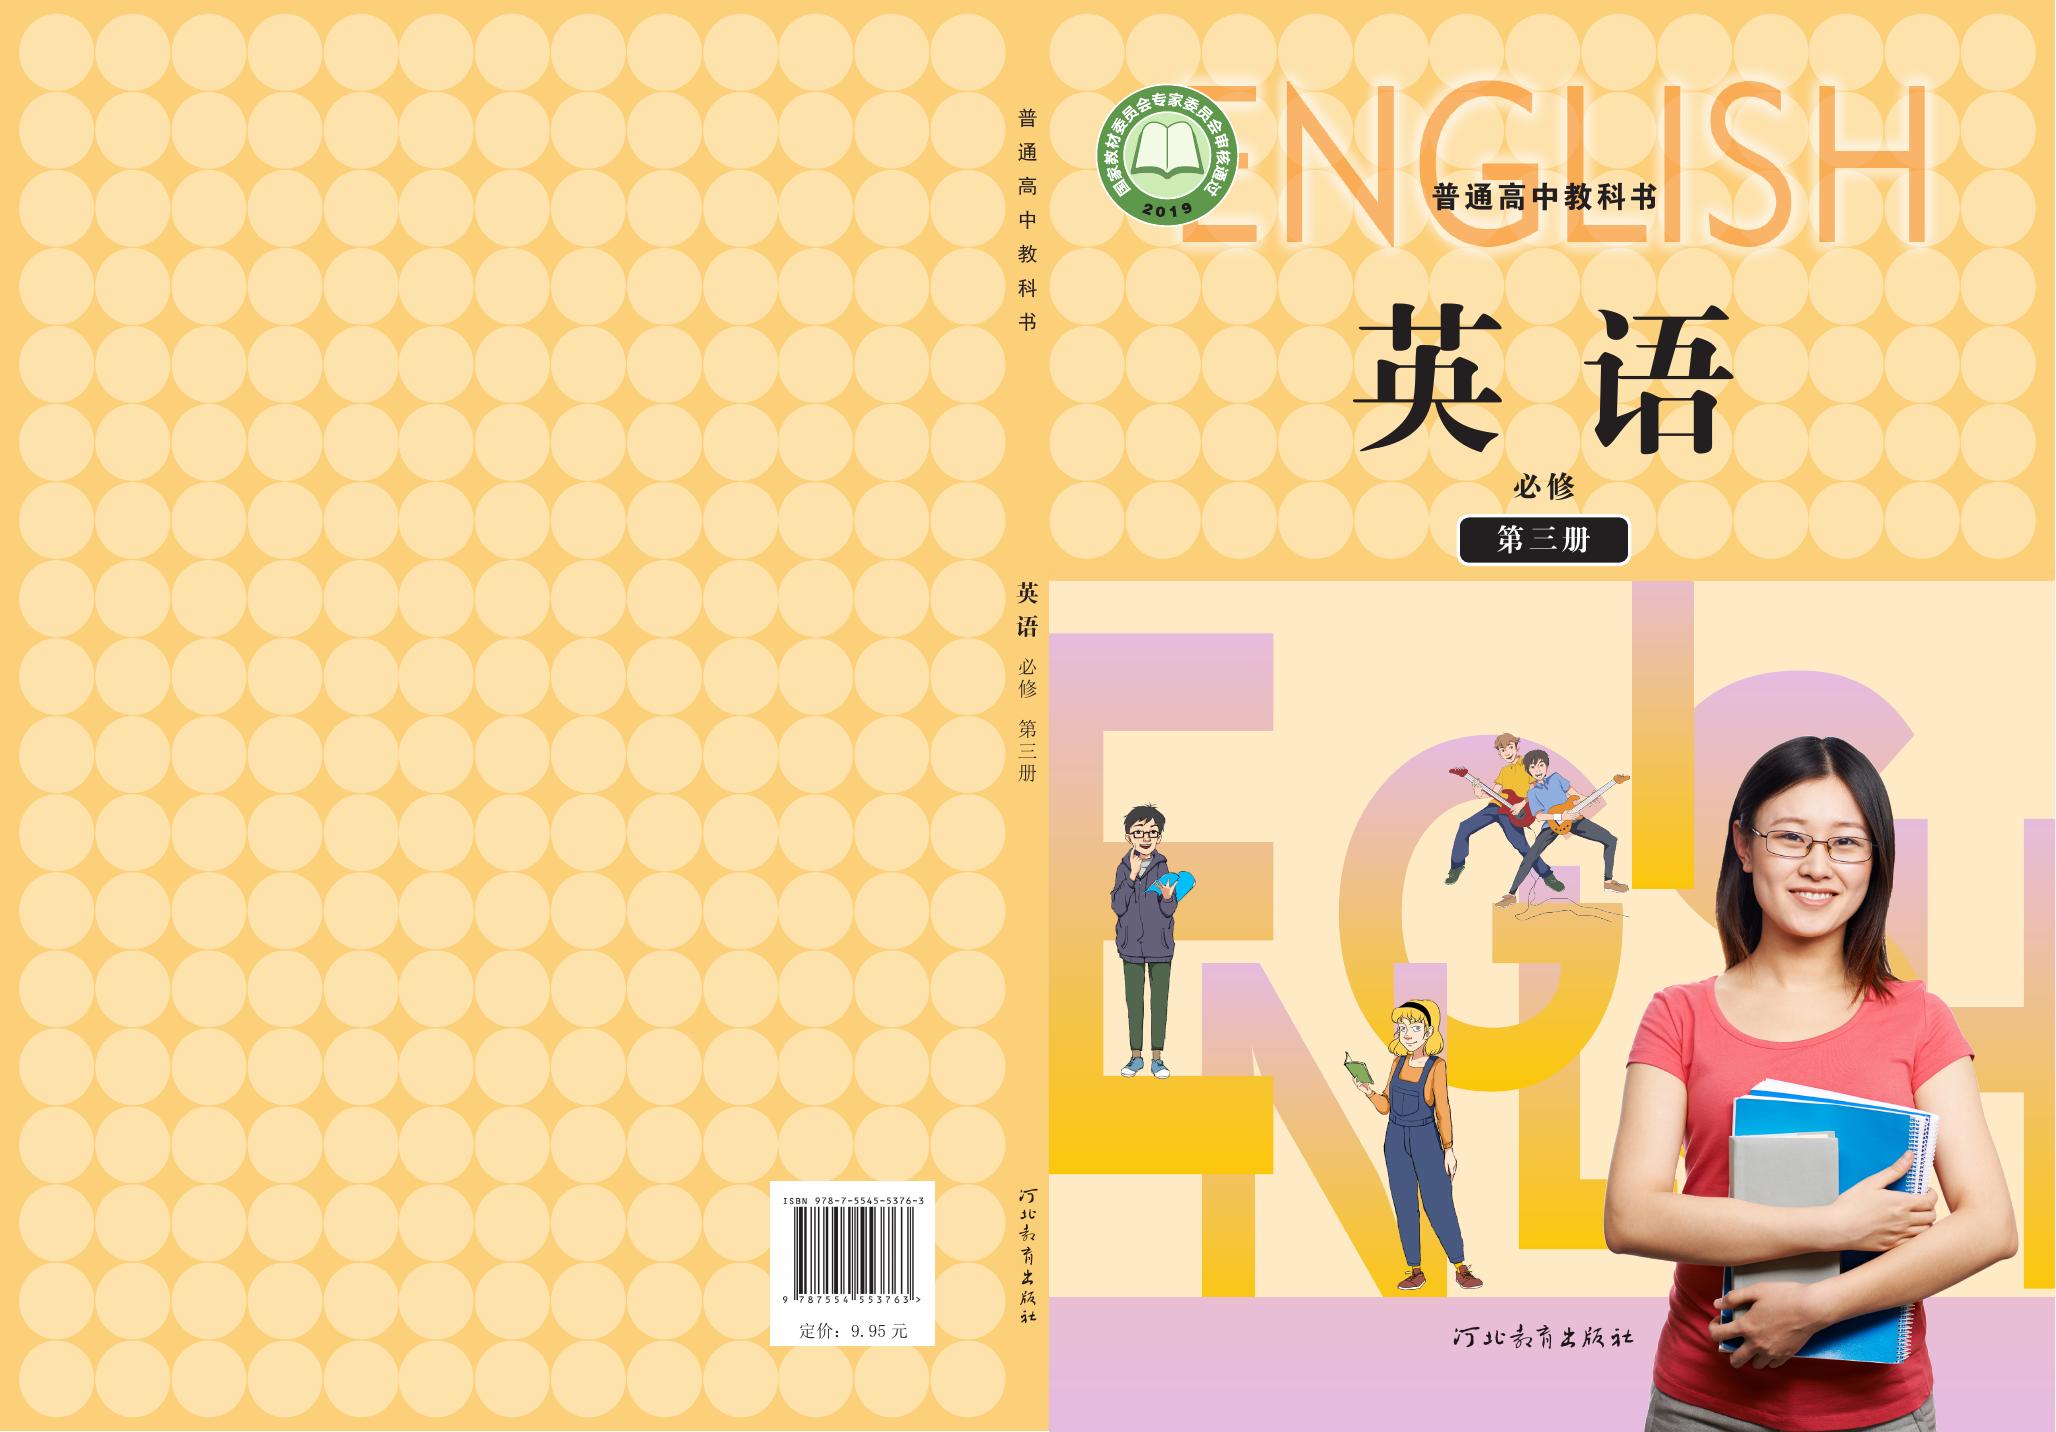 普通高中教科书
英语 必修 第三册
河北教育出版社
ISBN 978-7-5545-5376-3
9 787554 553763 >
定价：9.95 元
国家教材委员会专家委员会审核通过
2019
ENGLISH
普通高中教科书
英语
必修
第三册
ENGLISH
河北教育出版社